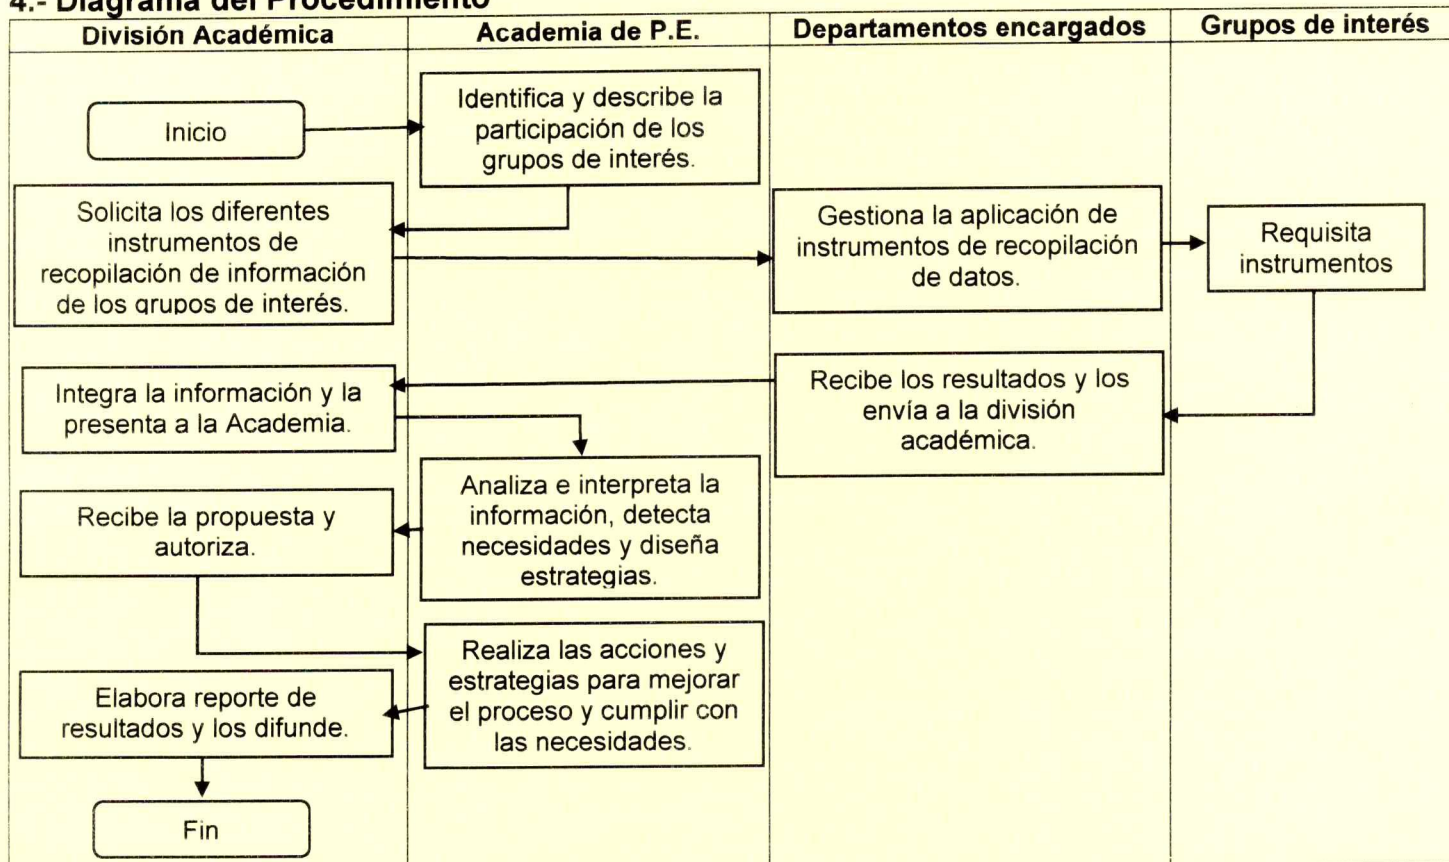 4.- Diagrama del Procedimiento
División Académica
Academia de P.E.
Departamentos encargados
Grupos de interés
Inicio
Identifica y describe la
participación de los
grupos de interés.
Solicita los diferentes
instrumentos de
recopilación de información
de los grupos de interés.
Gestiona la aplicación de
instrumentos de recopilación
de datos.
Requisita
instrumentos
Integra la información y la
presenta a la Academia.
Recibe los resultados y los
envía a la división
académica.
Analiza e interpreta la
información, detecta
necesidades y diseña
estrategias.
Recibe la propuesta y
autoriza.
Realiza las acciones y
estrategias para mejorar
el proceso y cumplir con
las necesidades.
Elabora reporte de
resultados y los difunde.
Fin